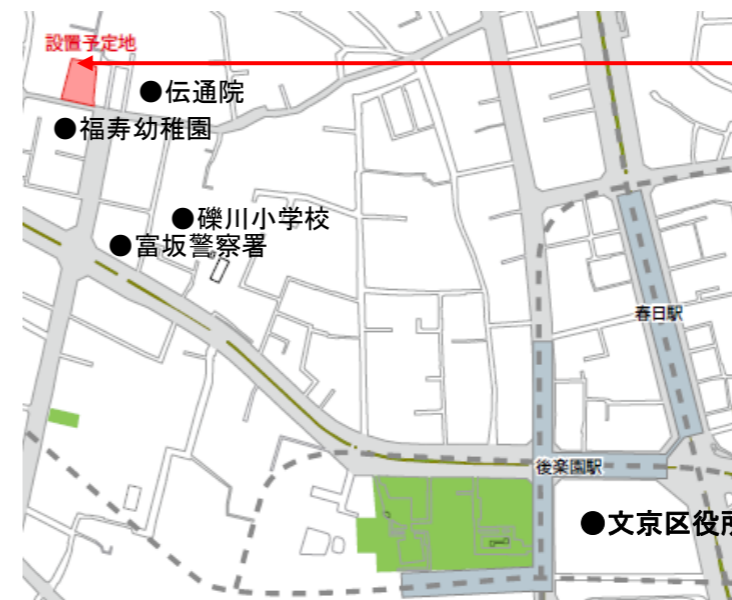 設置予定地
●伝通院
●福寿幼稚園
●礫川小学校
●富坂警察署
春日駅
後楽園駅
●文京区役所